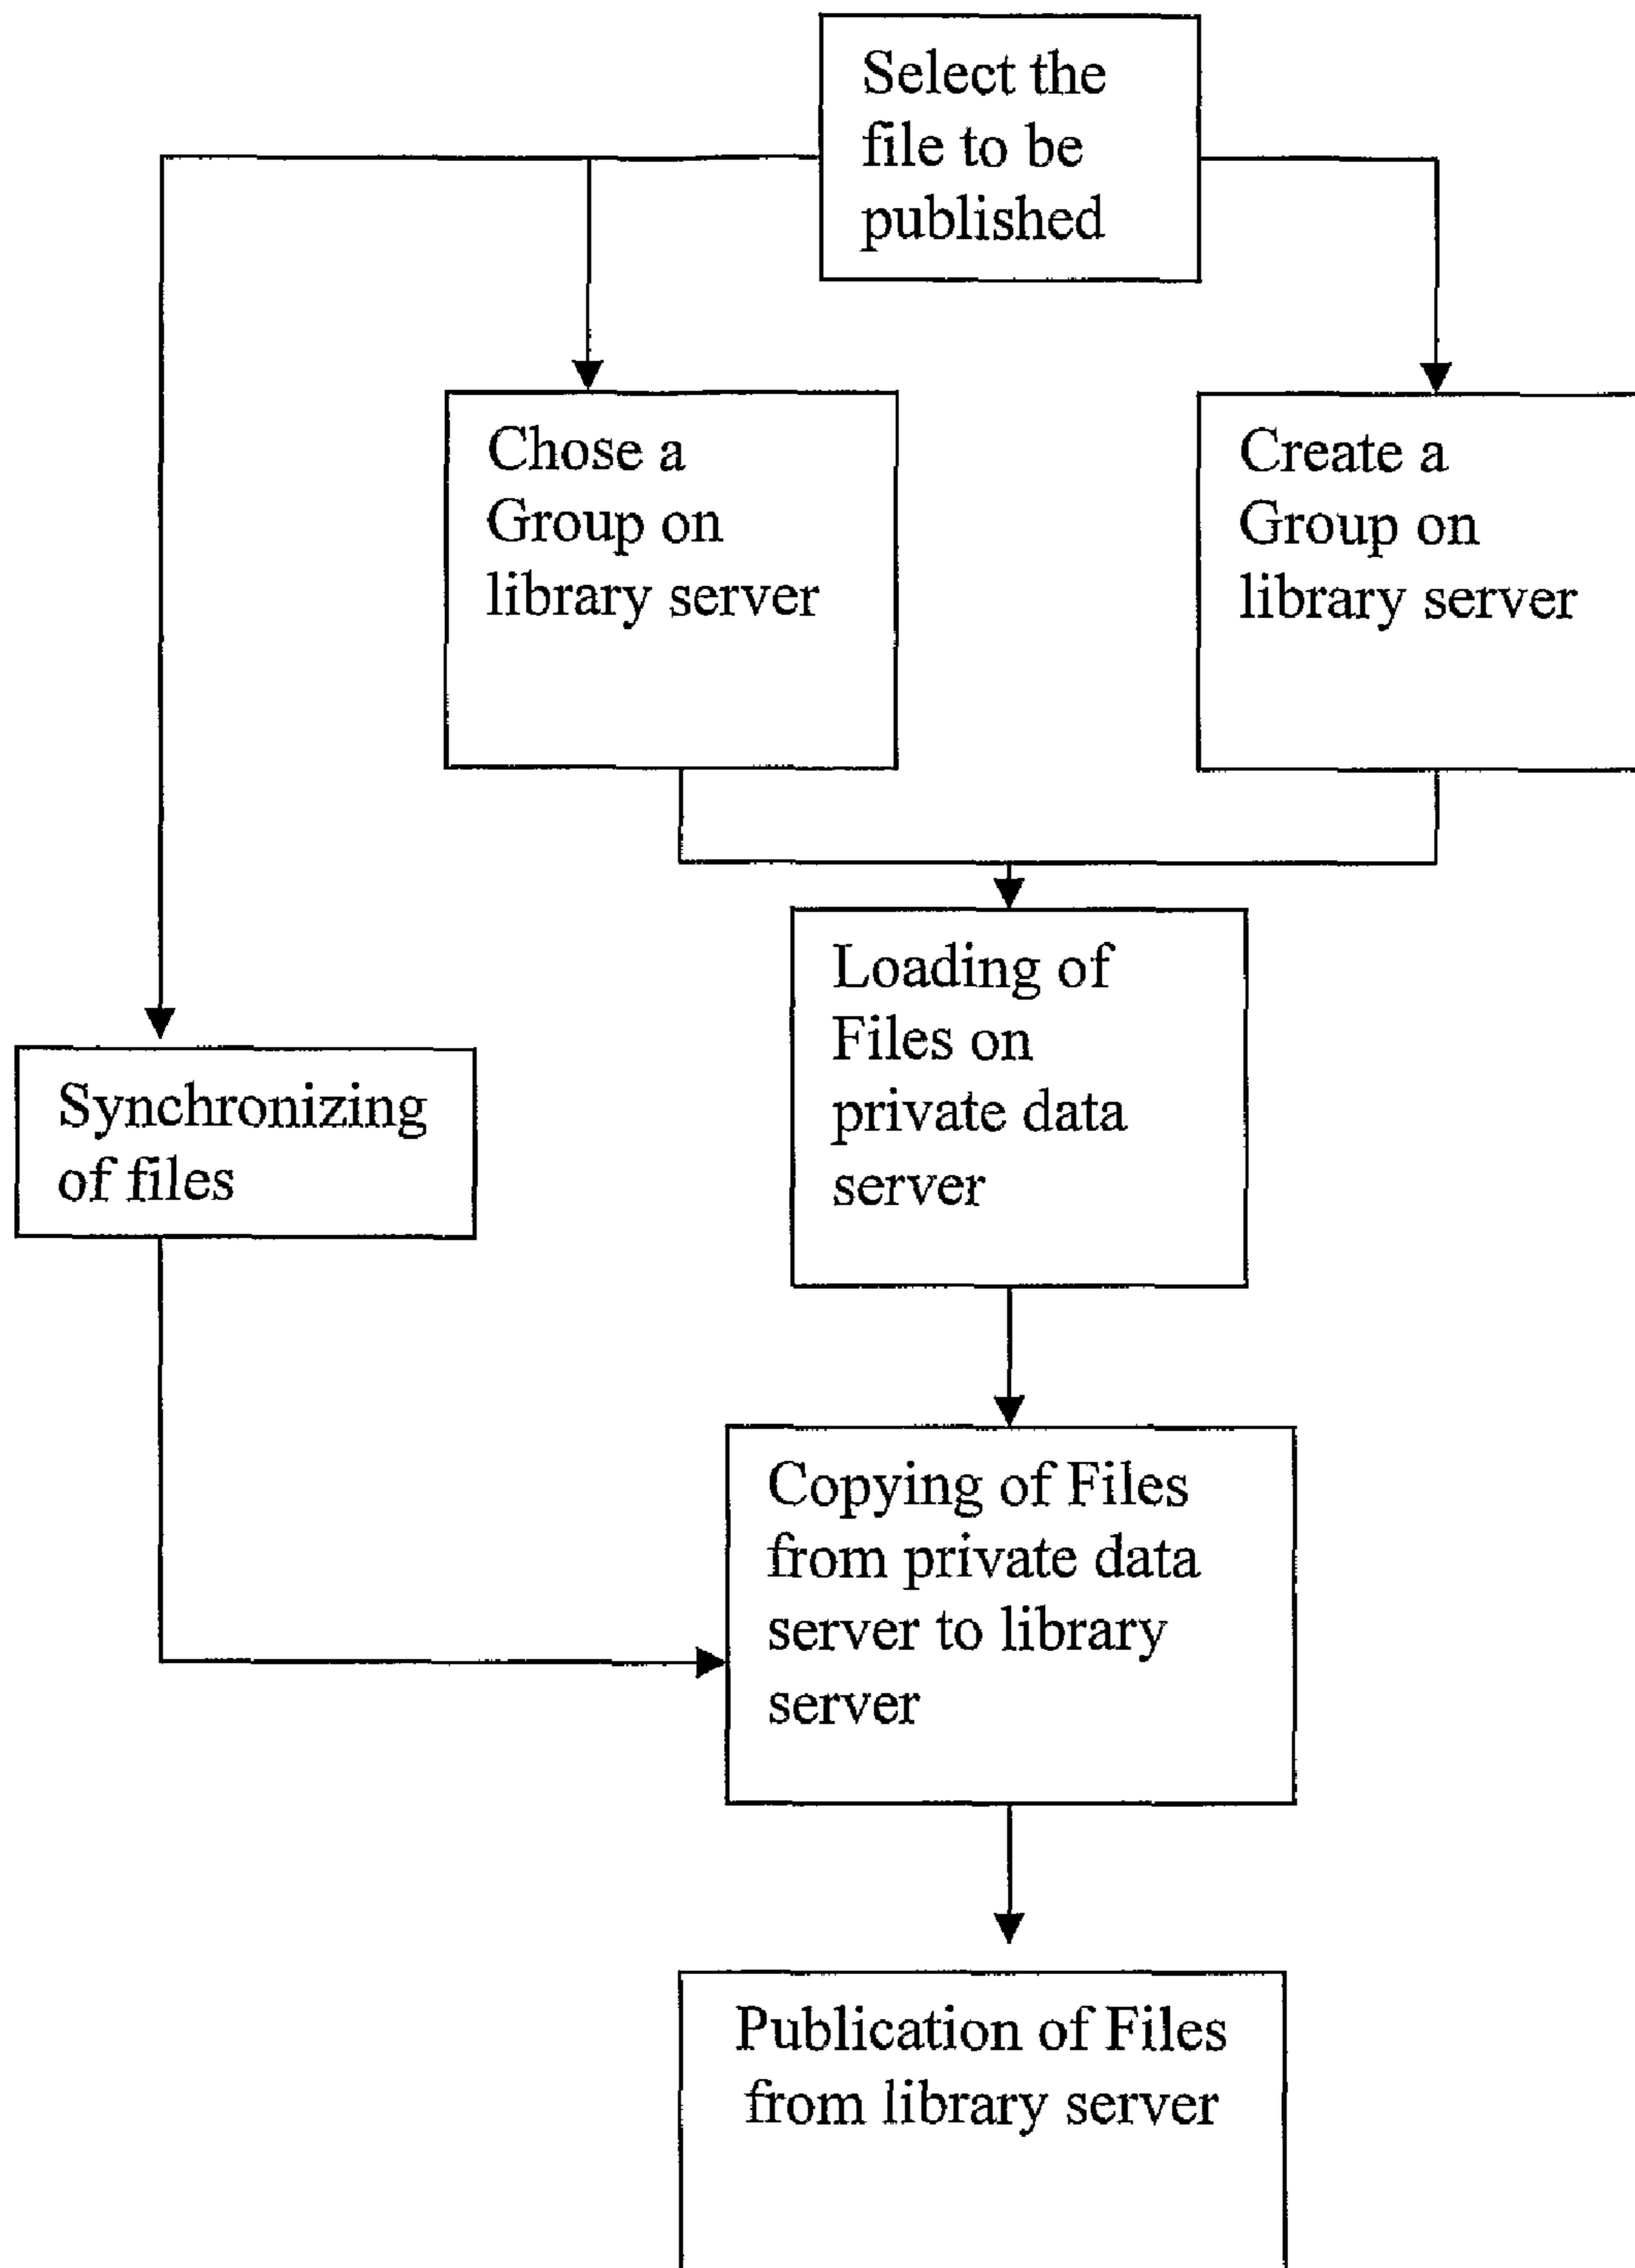 Select the
file to be
published
Chose a
Group on
library server
Create a
Group on
library server
Loading of
Files on
private data
server
Synchronizing
of files
Copying of Files
from private data
server to library
server
Publication of Files
from library server